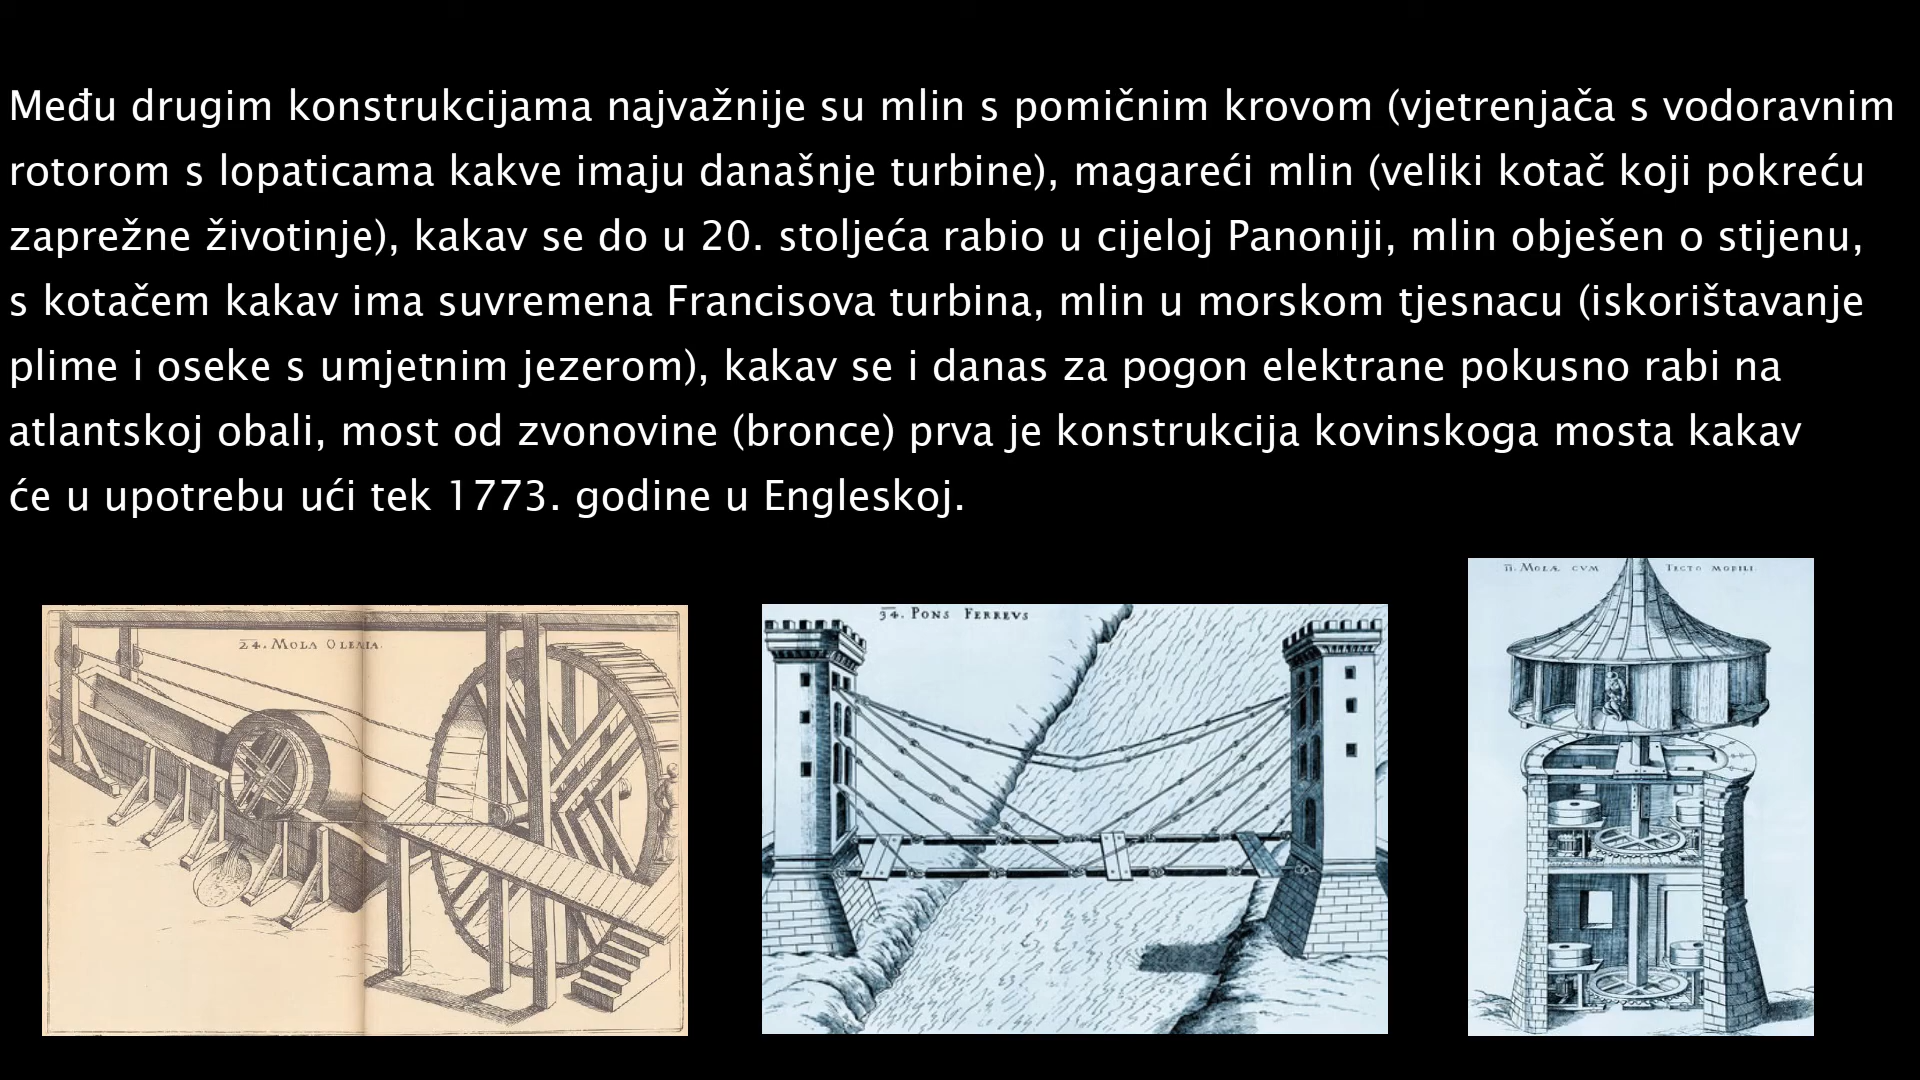 Među drugim konstrukcijama najvažnije su mlin s pomičnim krovom (vjetrenjača s vodoravnim
rotorom s lopaticama kakve imaju današnje turbine), magareći mlin (veliki kotač koji pokreću
zaprežne životinje), kakav se do u 20. stoljeća rabio u cijeloj Panoniji, mlin obješen o stijenu,
s kotačem kakav ima suvremena Francisova turbina, mlin u morskom tjesnacu (iskorištavanje
plime i oseke s umjetnim jezerom), kakav se i danas za pogon elektrane pokusno rabi na
atlantskoj obali, most od zvonovine (bronce) prva je konstrukcija kovinskoga mosta kakav
će u upotrebu ući tek 1773. godine u Engleskoj.
24. MOLA OLEARIA.
34. PONS FERREVS
11. MOLÆ CVM TECTO MOBILI.